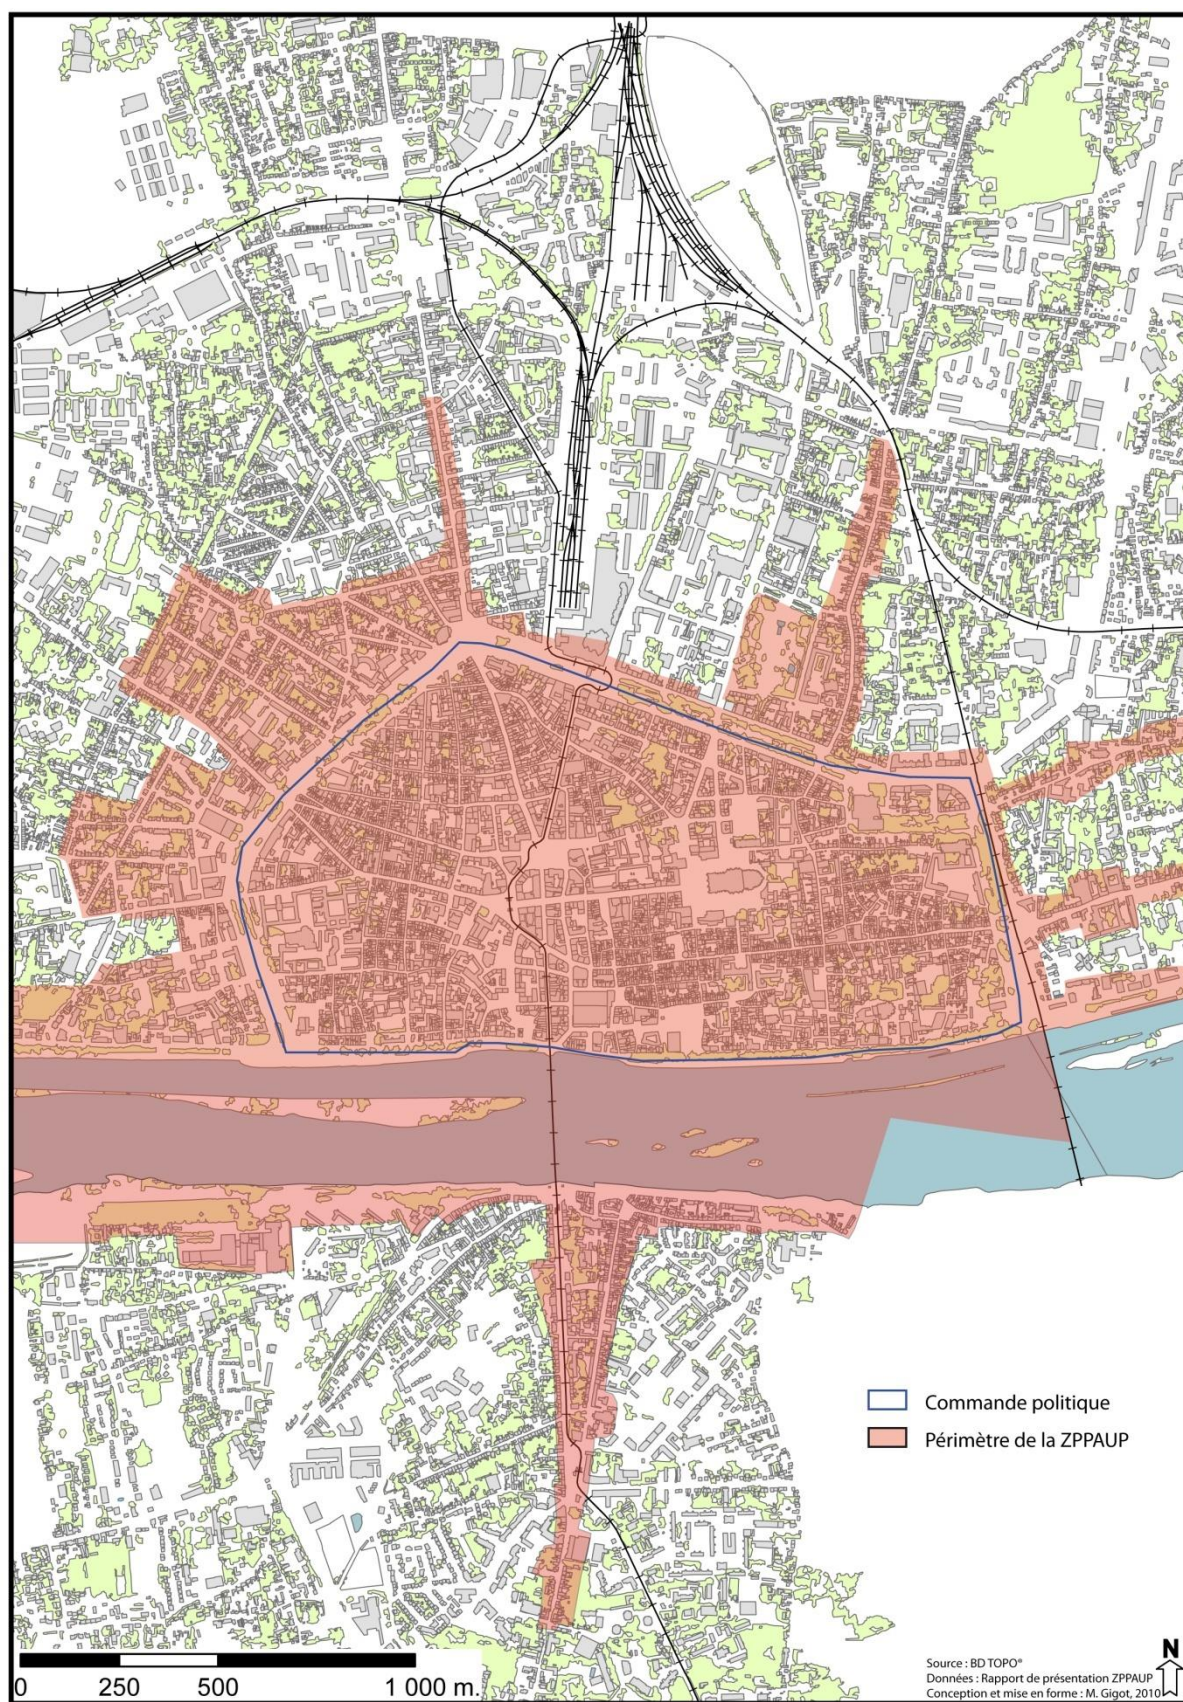 Commande politique
Périmètre de la ZPPAUP
0 250 500 1 000 m.
Source : BD TOPO®
Données : Rapport de présentation ZPPAUP
Conception et mise en forme : M. Gigot, 2010
N